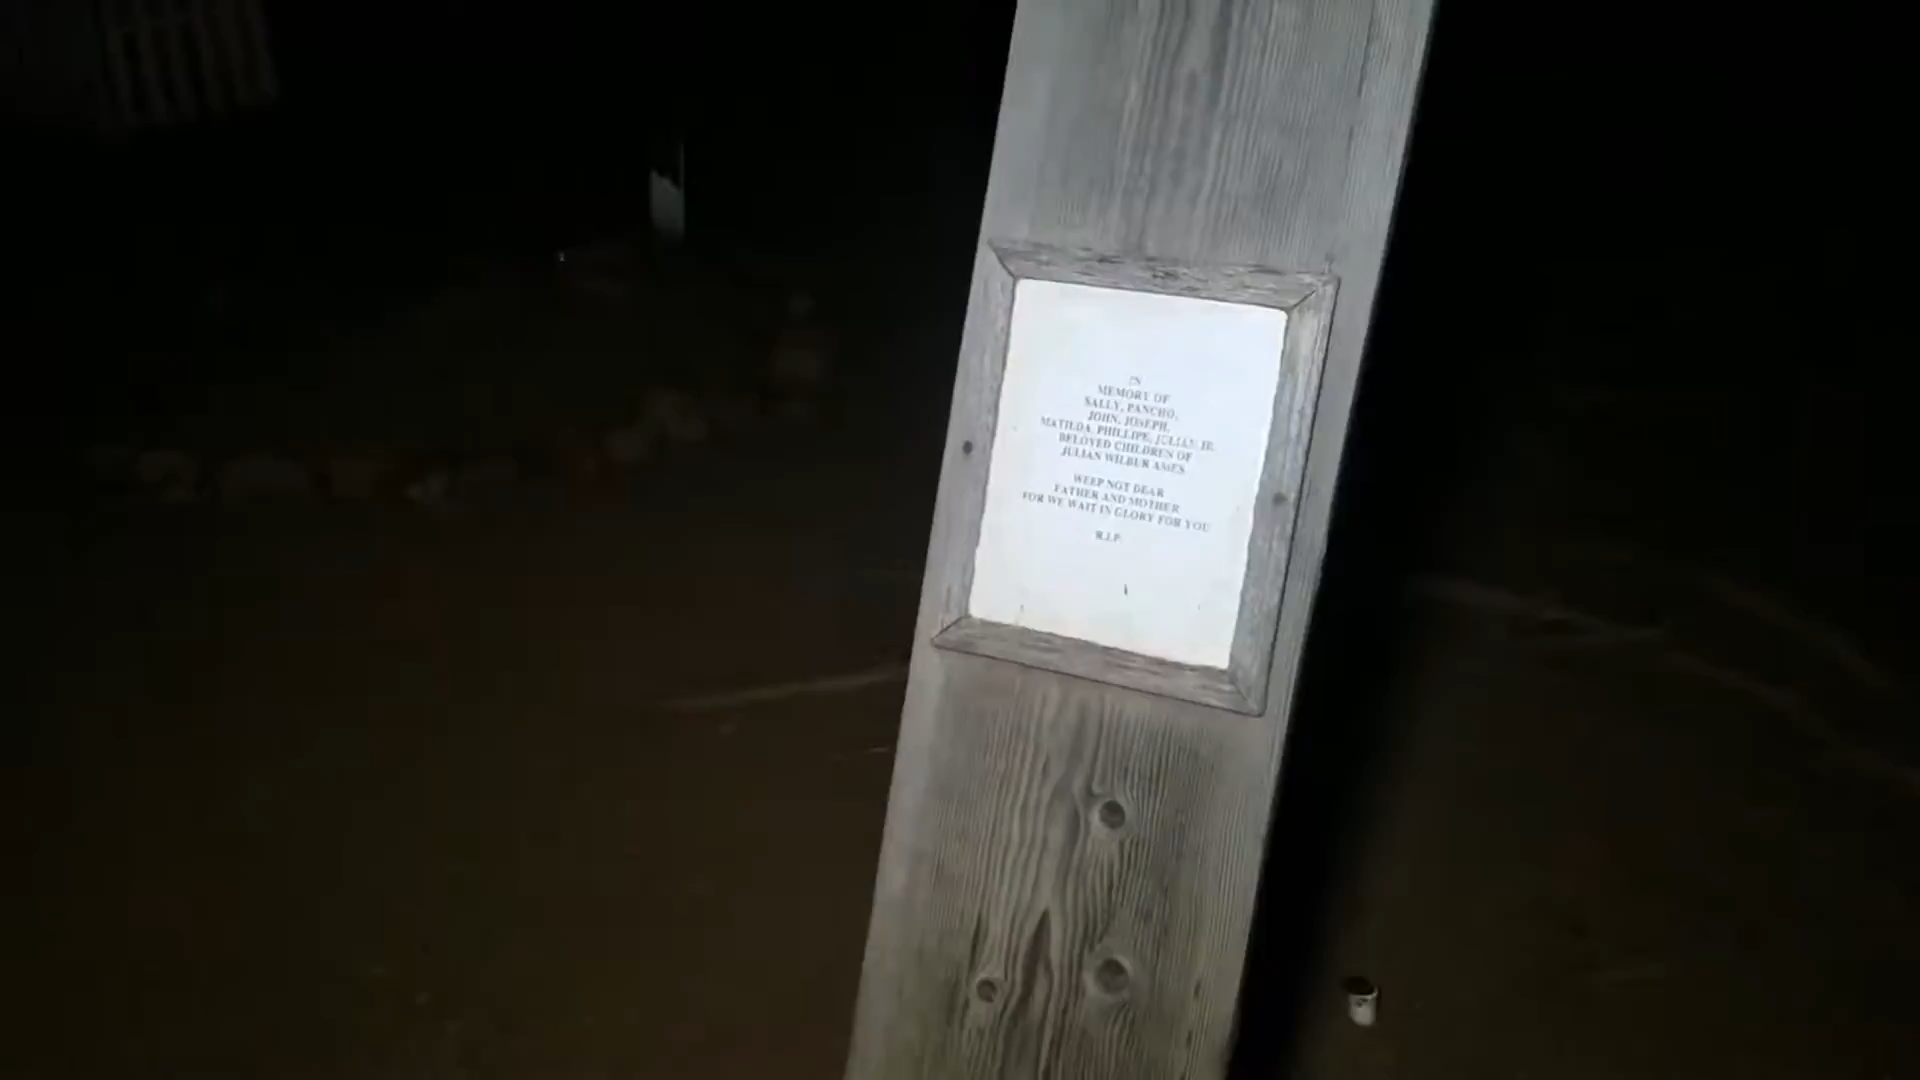 IN
MEMORY OF
SALLY, PANCHO,
JOHN, JOSEPH,
MATILDA, PHILLIPE, JULIAN JR.
BELOVED CHILDREN OF
JULIAN WILBUR AMES
WEEP NOT DEAR
FATHER AND MOTHER
FOR WE WAIT IN GLORY FOR YOU
R.I.P.